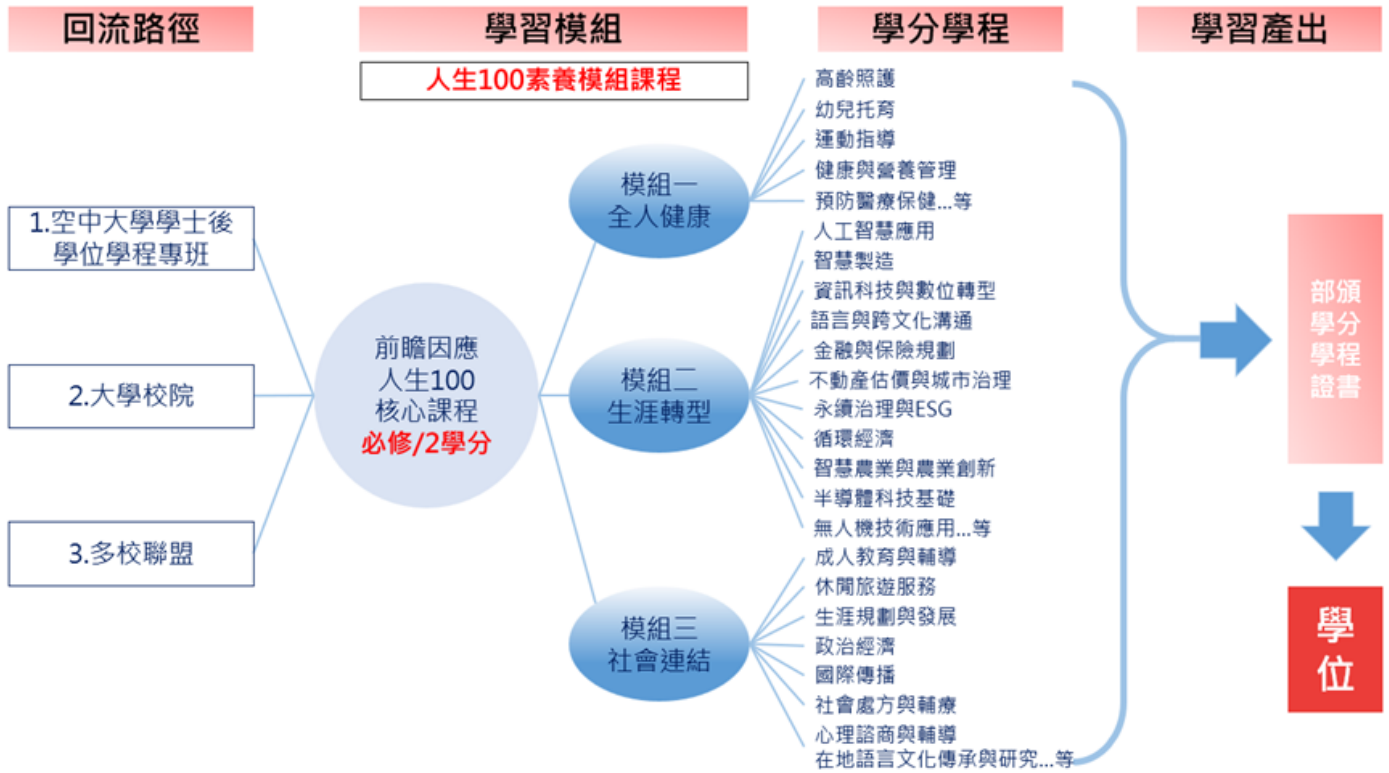 回流路徑
學習模組
學分學程
學習產出
人生100素養模組課程
1.空中大學學士後
學位學程專班
2.大學校院
3.多校聯盟
前瞻因應
人生100
核心課程
必修/2學分
模組一
全人健康
模組二
生涯轉型
模組三
社會連結
高齡照護
幼兒托育
運動指導
健康與營養管理
預防醫療保健...等
人工智慧應用
智慧製造
資訊科技與數位轉型
語言與跨文化溝通
金融與保險規劃
不動產估價與城市治理
永續治理與ESG
循環經濟
智慧農業與農業創新
半導體科技基礎
無人機技術應用...等
成人教育與輔導
休閒旅遊服務
生涯規劃與發展
政治經濟
國際傳播
社會處方與輔療
心理諮商與輔導
在地語言文化傳承與研究...等
部頒
學分
學程
證書
學
位